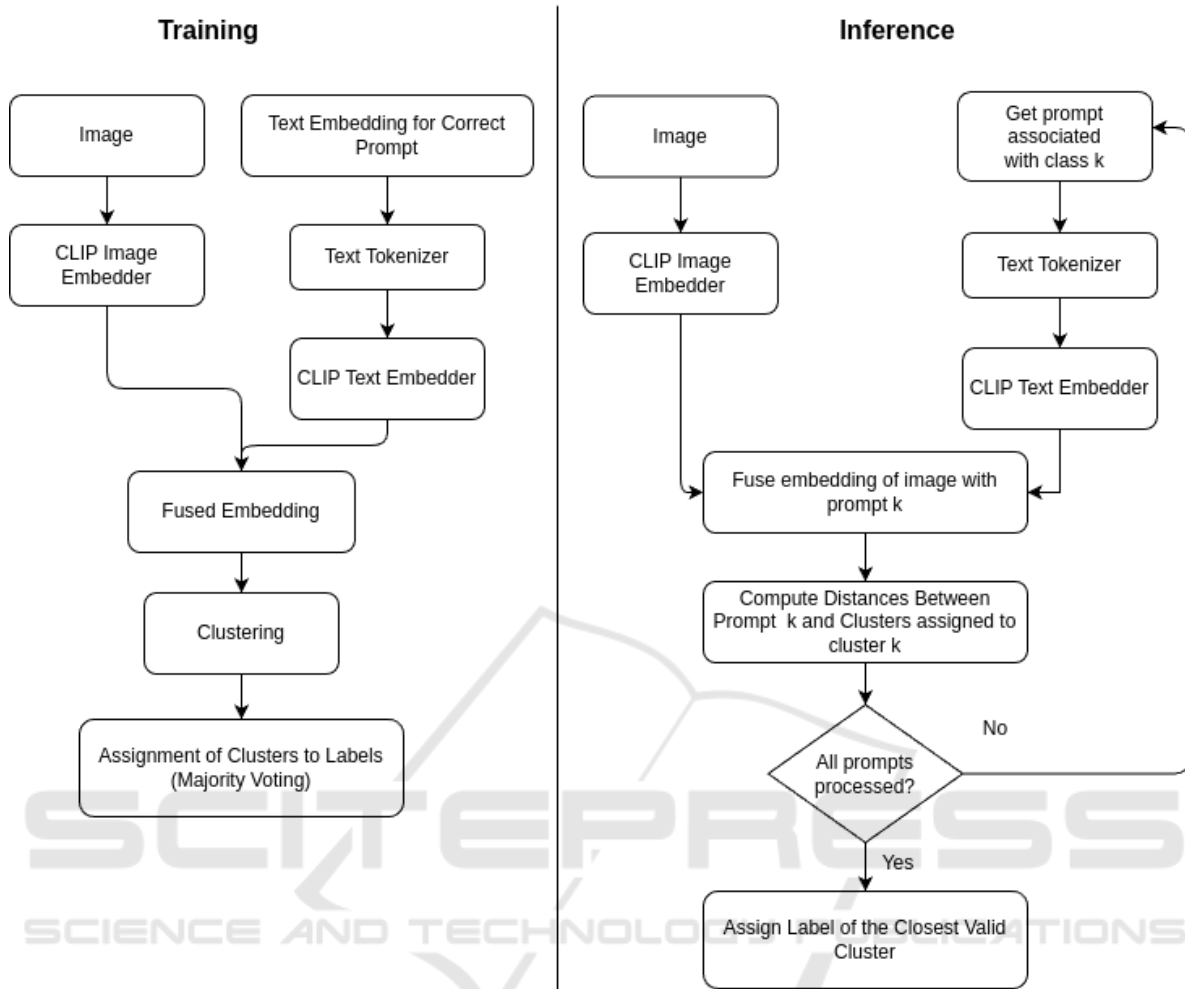 Training
Image
Text Embedding for Correct
Prompt
CLIP Image
Embedder
Text Tokenizer
CLIP Text Embedder
Fused Embedding
Clustering
Assignment of Clusters to Labels
(Majority Voting)
Inference
Image
Get prompt
associated
with class k
CLIP Image
Embedder
Text Tokenizer
CLIP Text Embedder
Fuse embedding of image with
prompt k
Compute Distances Between
Prompt  k and Clusters assigned to
cluster k
All prompts
processed?
No
Yes
Assign Label of the Closest Valid
Cluster
SCITEPRESS
SCIENCE AND TECHNOLOGY PUBLICATIONS